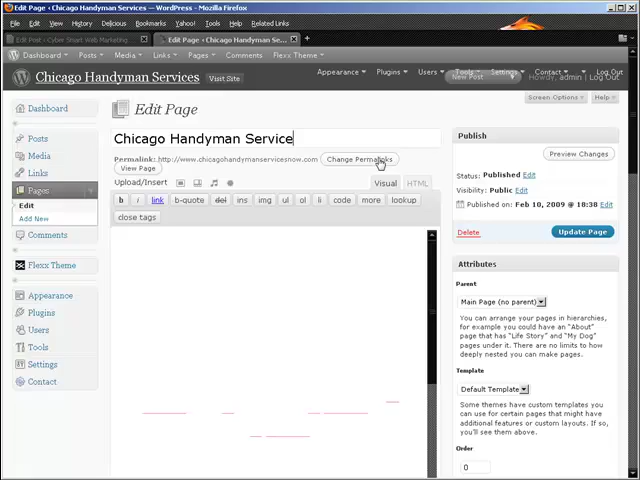 Edit Page ‹ Chicago Handyman Services — WordPress - Mozilla Firefox
File Edit View History Delicious Bookmarks Yahoo! Tools Help Related Links
Edit Post ‹ Cyber Smart Web Marketing
Edit Page ‹ Chicago Handyman Servi...
Dashboard Posts Media Links Pages Comments Flexx Theme
Appearance Plugins Users Tools Settings Contact Log Out
Chicago Handyman Services Visit Site
New Post
Howdy, admin | Log Out
Screen Options Help
Dashboard
Posts
Media
Links
Pages
Edit
Add New
Comments
Flexx Theme
Appearance
Plugins
Users
Tools
Settings
Contact
Edit Page
Chicago Handyman Service
Permalink: http://www.chicagohandymanservicesnow.com Change Permalinks
View Page
Upload/Insert Visual HTML
b i link b-quote del ins img ul ol li code more lookup
close tags
Publish
Preview Changes
Status: Published Edit
Visibility: Public Edit
Published on: Feb 10, 2009 @ 18:38 Edit
Delete Update Page
Attributes
Parent
Main Page (no parent)
You can arrange your pages in hierarchies,
for example you could have an "About"
page that has "Life Story" and "My Dog"
pages under it. There are no limits to how
deeply nested you can make pages.
Template
Default Template
Some themes have custom templates you
can use for certain pages that might have
additional features or custom layouts. If so,
you'll see them above.
Order
0